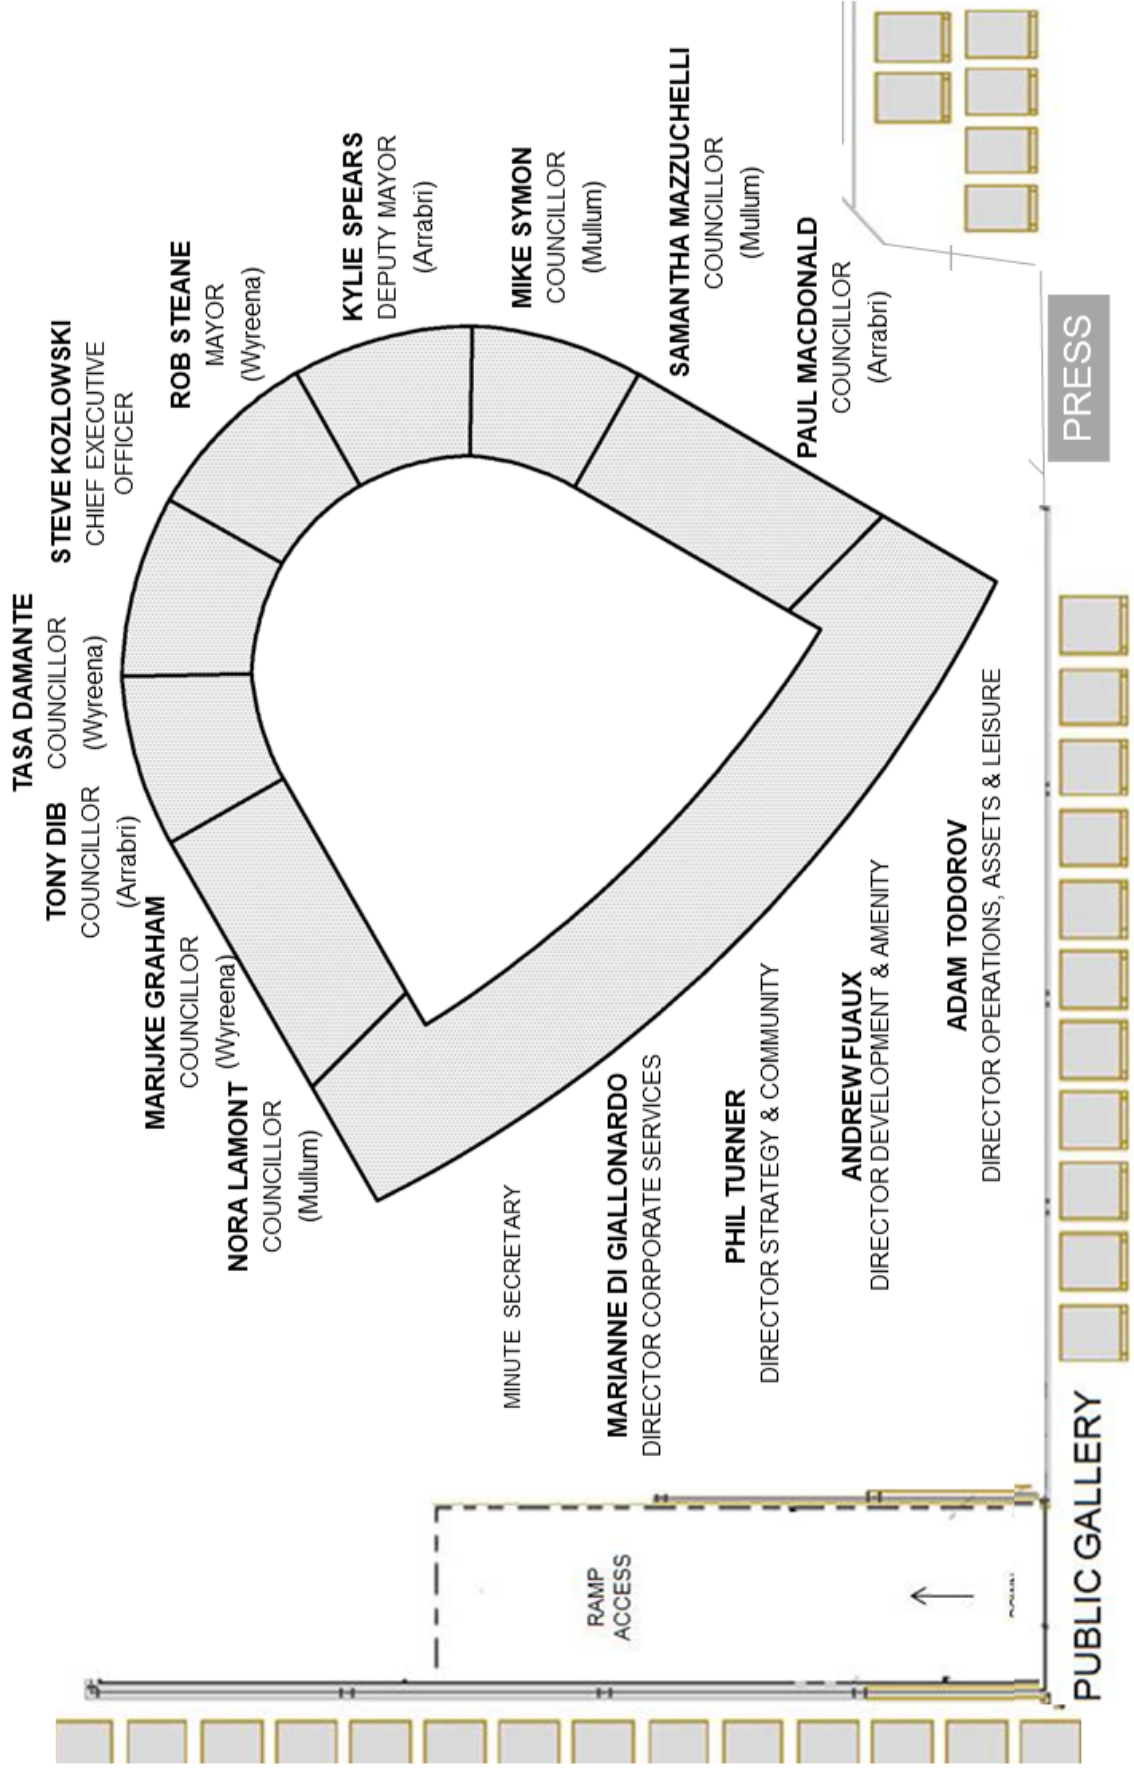 NORA LAMONT
COUNCILLOR
(Mullum)
MARIJKE GRAHAM
COUNCILLOR
(Wyreena)
TONY DIB
COUNCILLOR
(Arrabri)
TASA DAMANTE
COUNCILLOR
(Wyreena)
STEVE KOZLOWSKI
CHIEF EXECUTIVE
OFFICER
ROB STEANE
MAYOR
(Wyreena)
KYLIE SPEARS
DEPUTY MAYOR
(Arrabri)
MIKE SYMON
COUNCILLOR
(Mullum)
SAMANTHA MAZZUCHELLI
COUNCILLOR
(Mullum)
PAUL MACDONALD
COUNCILLOR
(Arrabri)
MINUTE SECRETARY
MARIANNE DI GIALLONARDO
DIRECTOR CORPORATE SERVICES
PHIL TURNER
DIRECTOR STRATEGY & COMMUNITY
ANDREW FUAUX
DIRECTOR DEVELOPMENT & AMENITY
ADAM TODOROV
DIRECTOR OPERATIONS, ASSETS & LEISURE
RAMP
ACCESS
PUBLIC GALLERY
PRESS